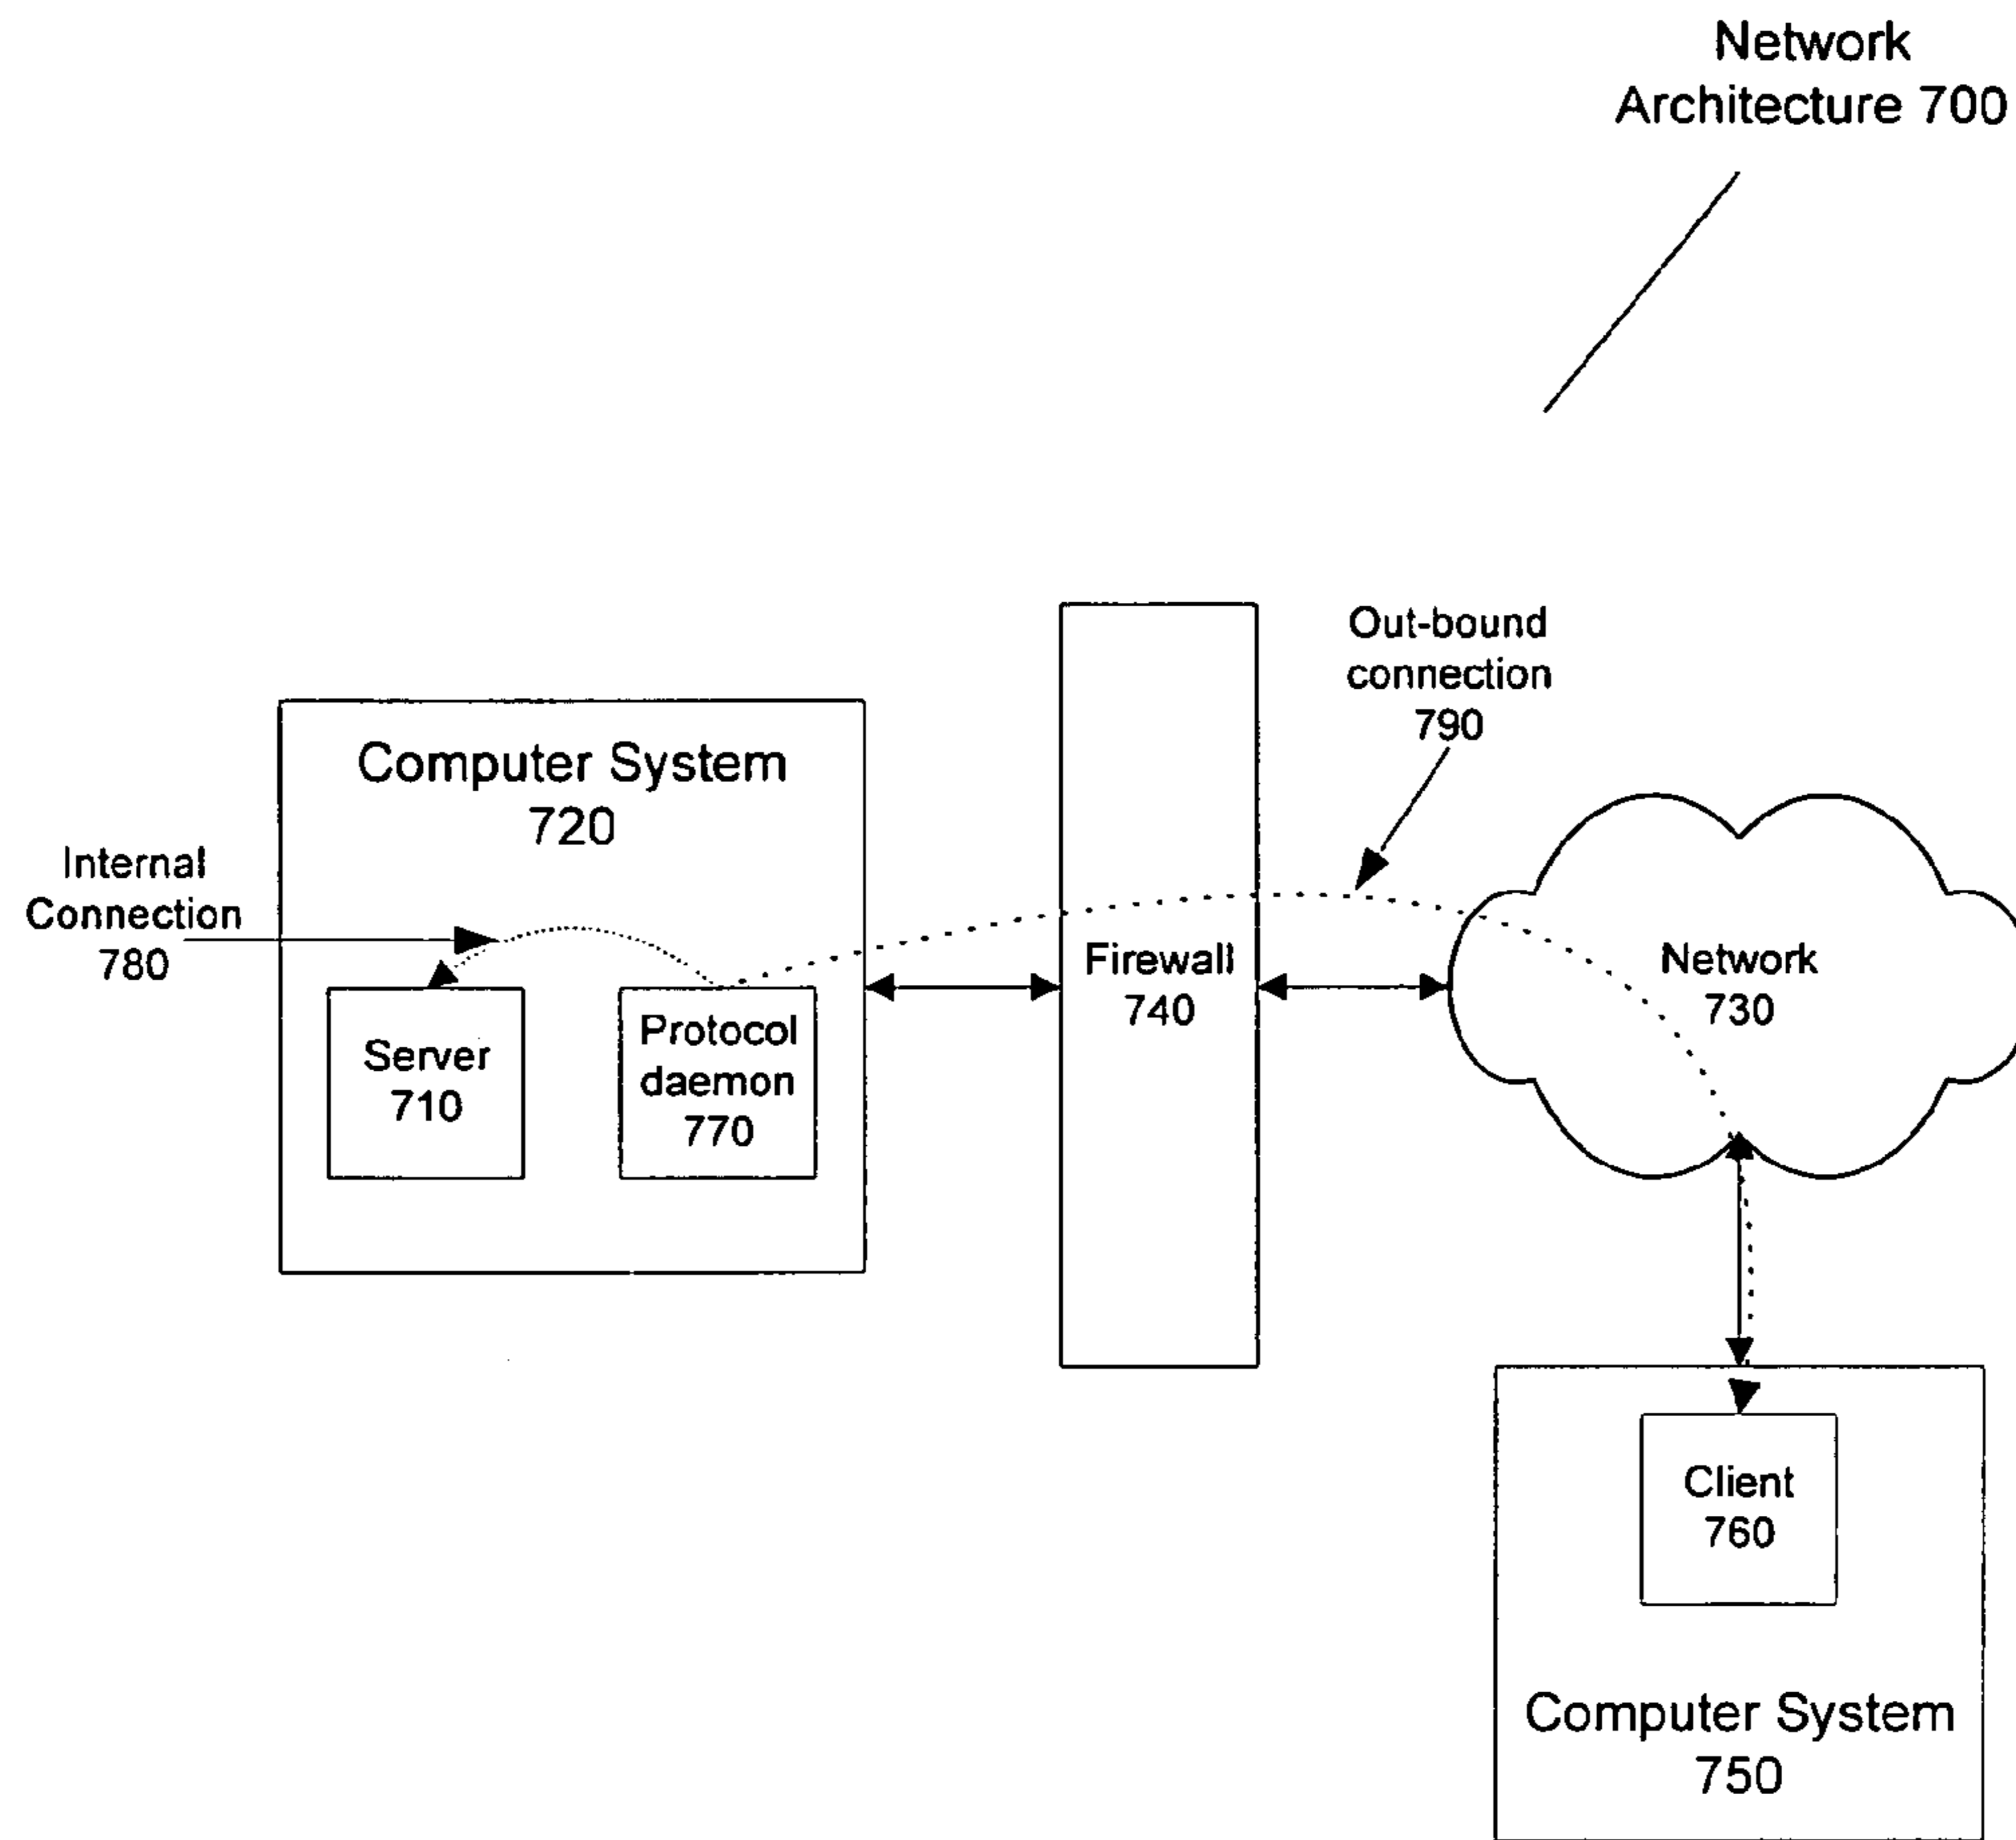 Network
Architecture 700
Out-bound
connection
790
Computer System
720
Internal
Connection
780
Firewall
740
Network
730
Server
710
Protocol
daemon
770
Client
760
Computer System
750